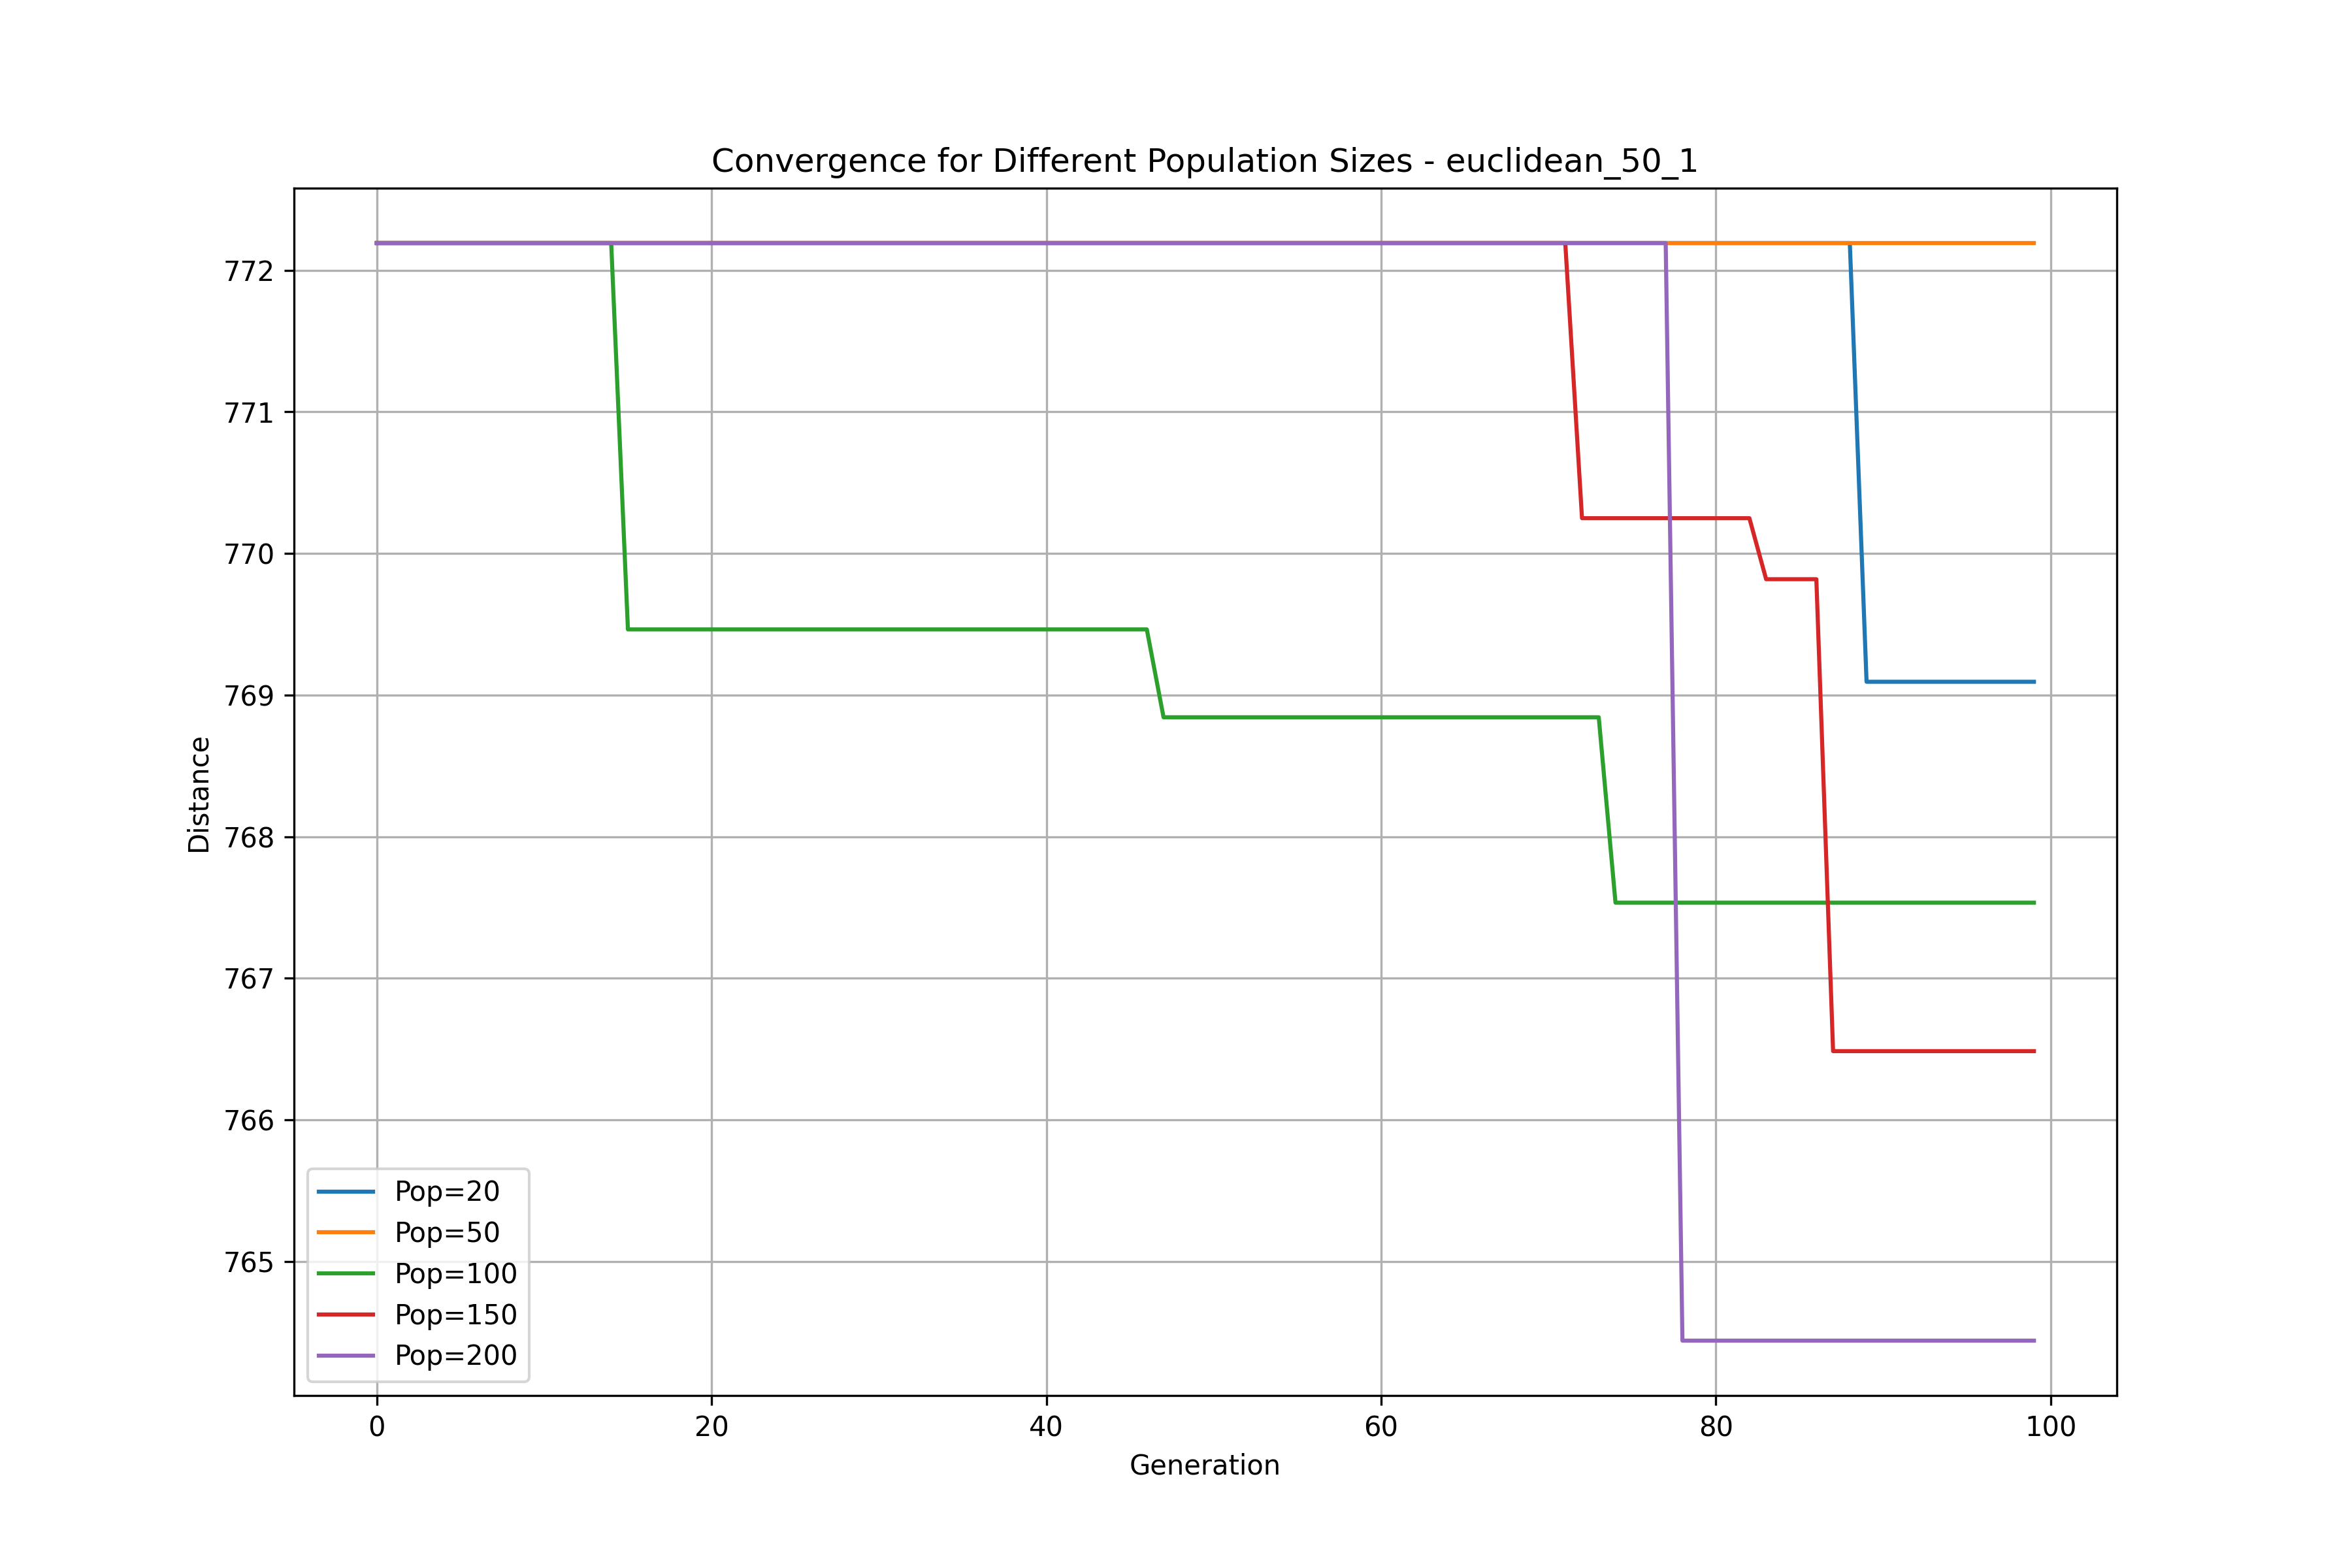 Convergence for Different Population Sizes - euclidean_50_1
Distance
772
771
770
769
768
767
766
765
Pop=20
Pop=50
Pop=100
Pop=150
Pop=200
0 20 40 60 80 100
Generation